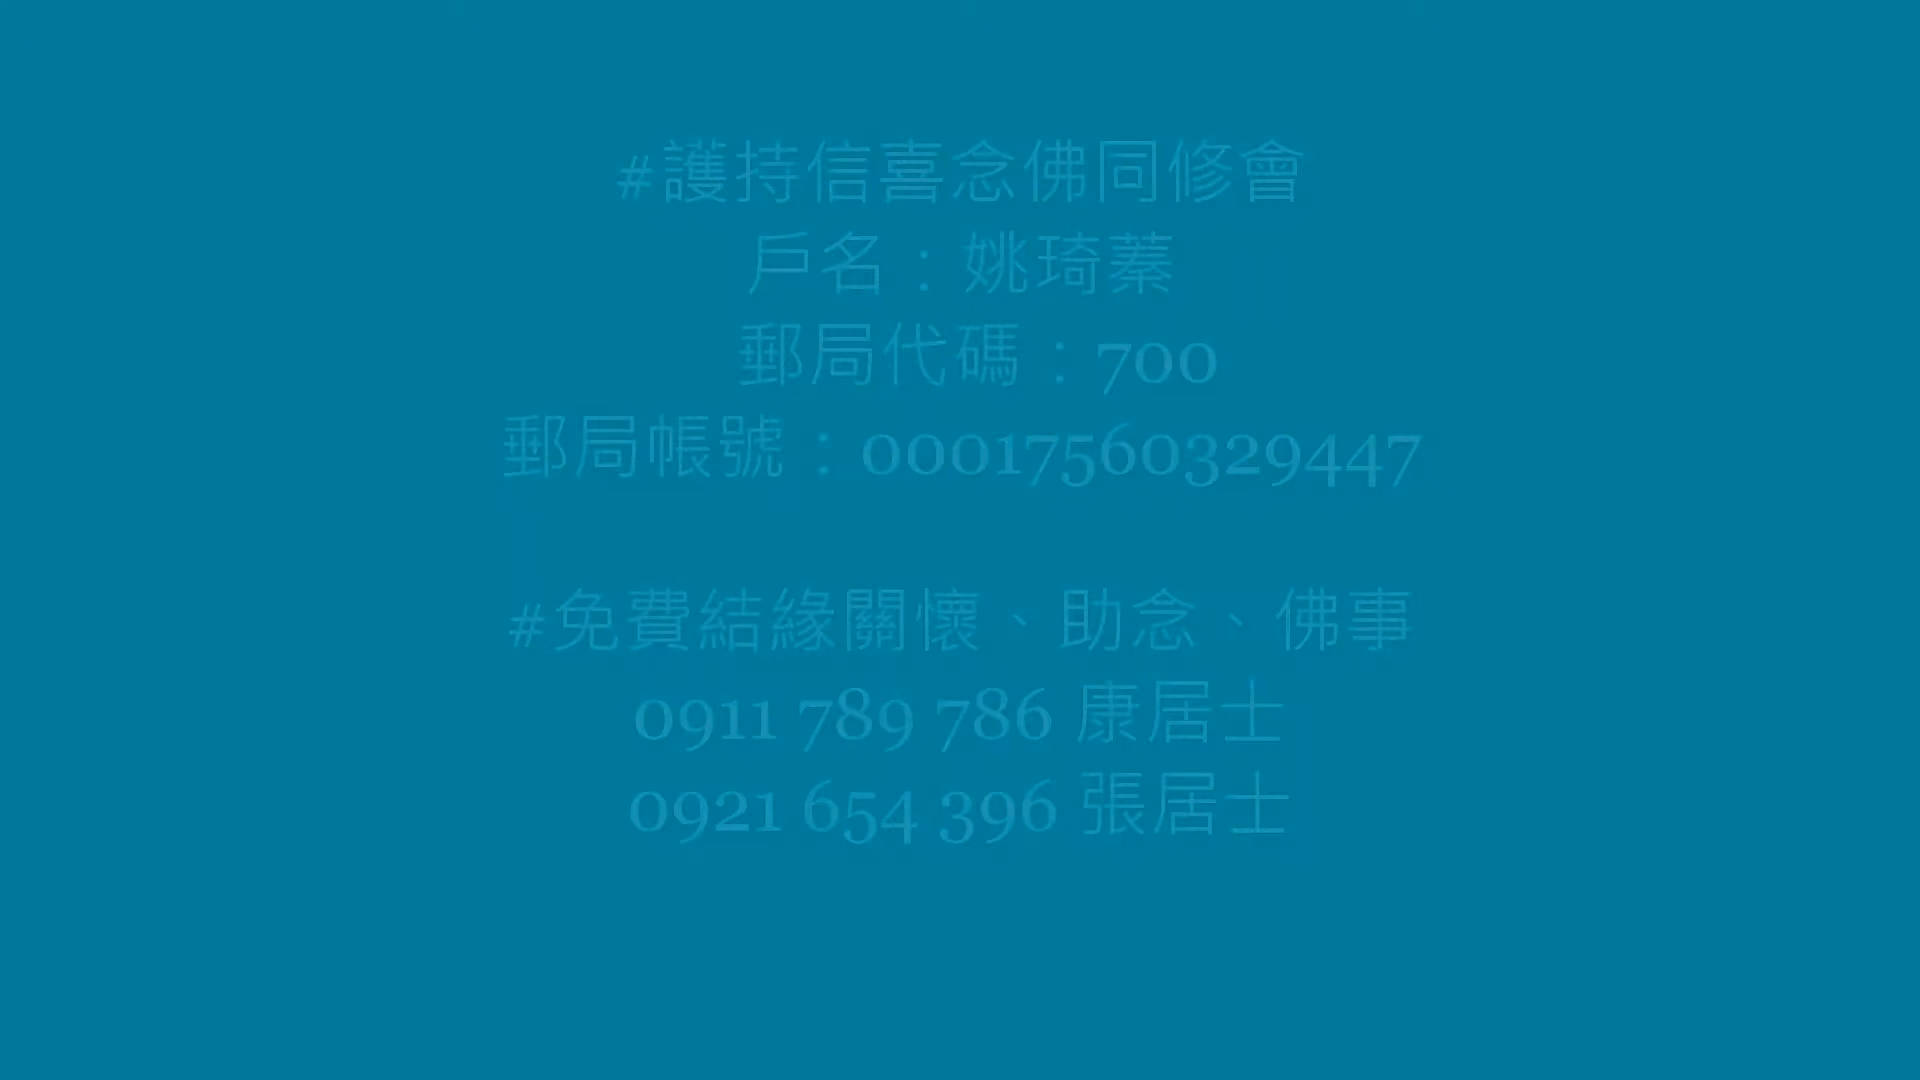 #護持信喜念佛同修會
戶名：姚琦蓁
郵局代碼：700
郵局帳號：00017560329447
#免費結緣關懷、助念、佛事
0911 789 786 康居士
0921 654 396 張居士